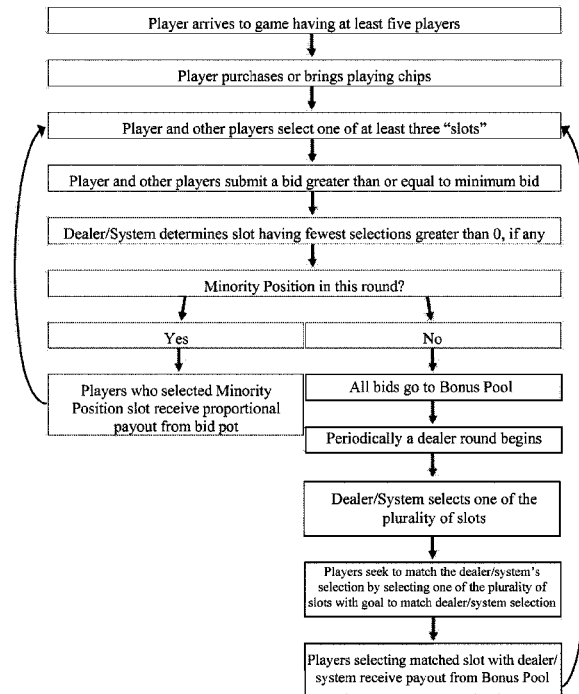 Player arrives to game having at least five players
Player purchases or brings playing chips
Player and other players select one of at least three “slots”
Player and other players submit a bid greater than or equal to minimum bid
Dealer/System determines slot having fewest selections greater than 0, if any
Minority Position in this round?
Yes
No
Players who selected Minority
Position slot receive proportional
payout from bid pot
All bids go to Bonus Pool
Periodically a dealer round begins
Dealer/System selects one of the
plurality of slots
Players seek to match the dealer/system’s
selection by selecting one of the plurality of
slots with goal to match dealer/system selection
Players selecting matched slot with dealer/
system receive payout from Bonus Pool